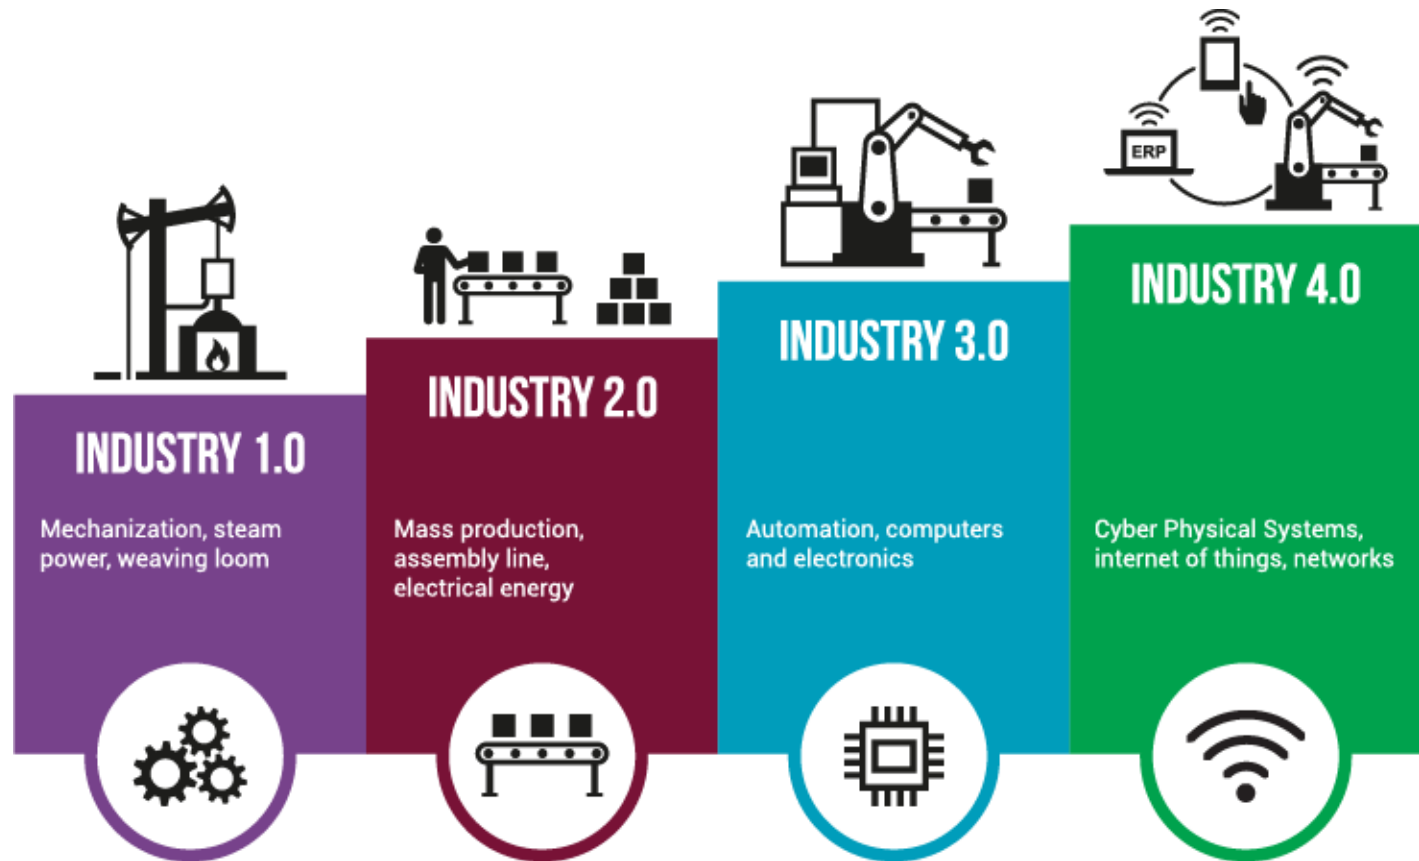 INDUSTRY 1.0
Mechanization, steam
power, weaving loom
INDUSTRY 2.0
Mass production,
assembly line,
electrical energy
INDUSTRY 3.0
Automation, computers
and electronics
ERP
INDUSTRY 4.0
Cyber Physical Systems,
internet of things, networks